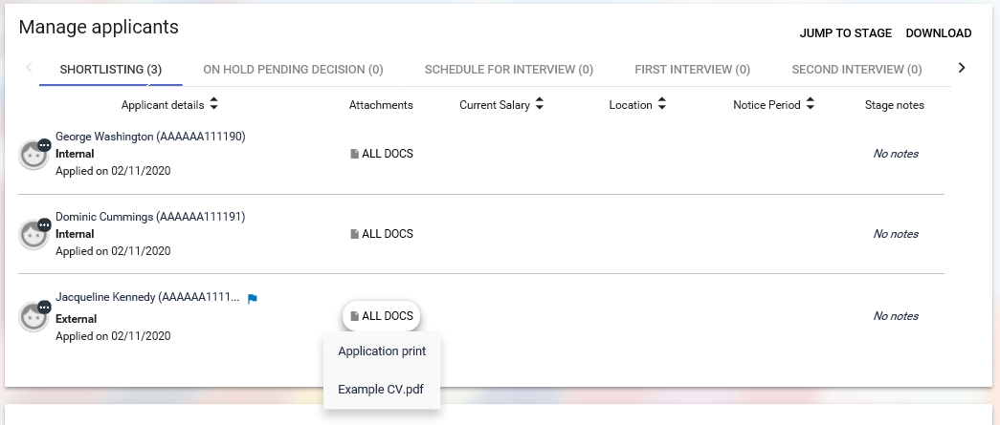 Manage applicants
JUMP TO STAGE DOWNLOAD
SHORTLISTING (3) ON HOLD PENDING DECISION (0) SCHEDULE FOR INTERVIEW (0) FIRST INTERVIEW (0) SECOND INTERVIEW (0)
Applicant details Attachments Current Salary Location Notice Period Stage notes
George Washington (AAAAAA111190)
Internal ALL DOCS No notes
Applied on 02/11/2020
Dominic Cummings (AAAAAA111191)
Internal ALL DOCS No notes
Applied on 02/11/2020
Jacqueline Kennedy (AAAAAA1111...
External ALL DOCS No notes
Applied on 02/11/2020
Application print
Example CV.pdf